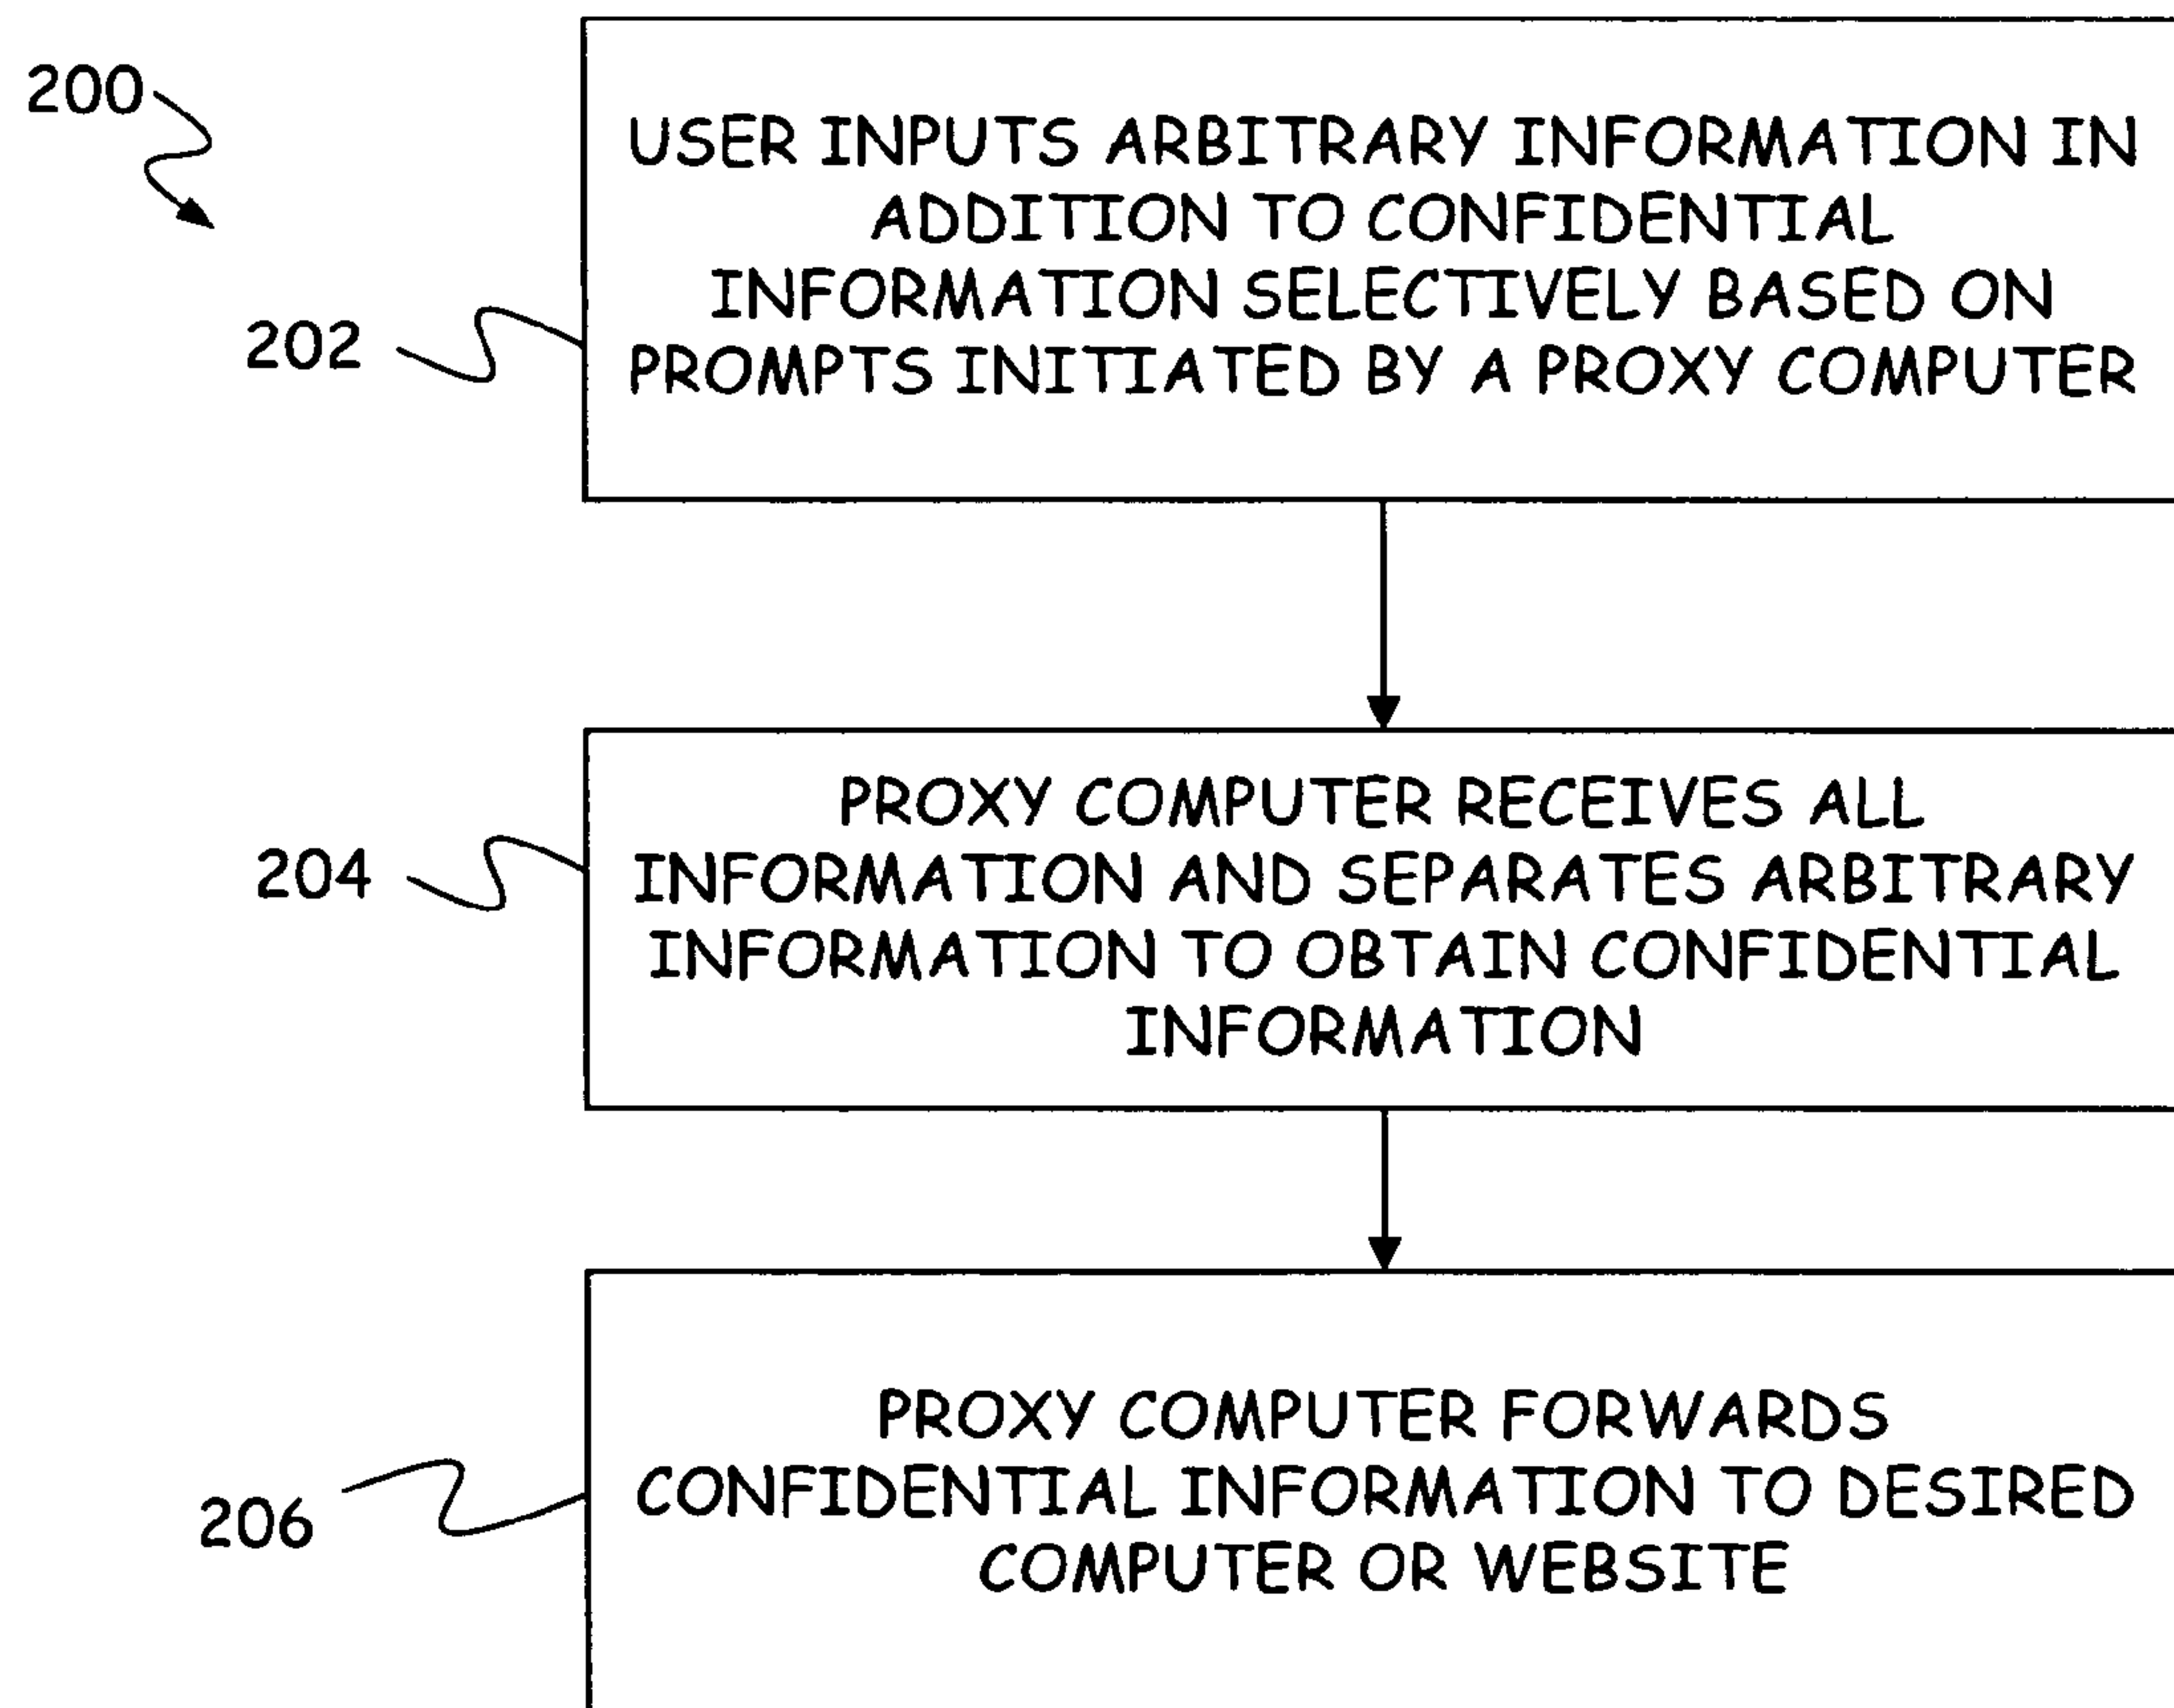 200
USER INPUTS ARBITRARY INFORMATION IN
ADDITION TO CONFIDENTIAL
INFORMATION SELECTIVELY BASED ON
PROMPTS INITIATED BY A PROXY COMPUTER
202
PROXY COMPUTER RECEIVES ALL
INFORMATION AND SEPARATES ARBITRARY
INFORMATION TO OBTAIN CONFIDENTIAL
INFORMATION
204
PROXY COMPUTER FORWARDS
CONFIDENTIAL INFORMATION TO DESIRED
COMPUTER OR WEBSITE
206